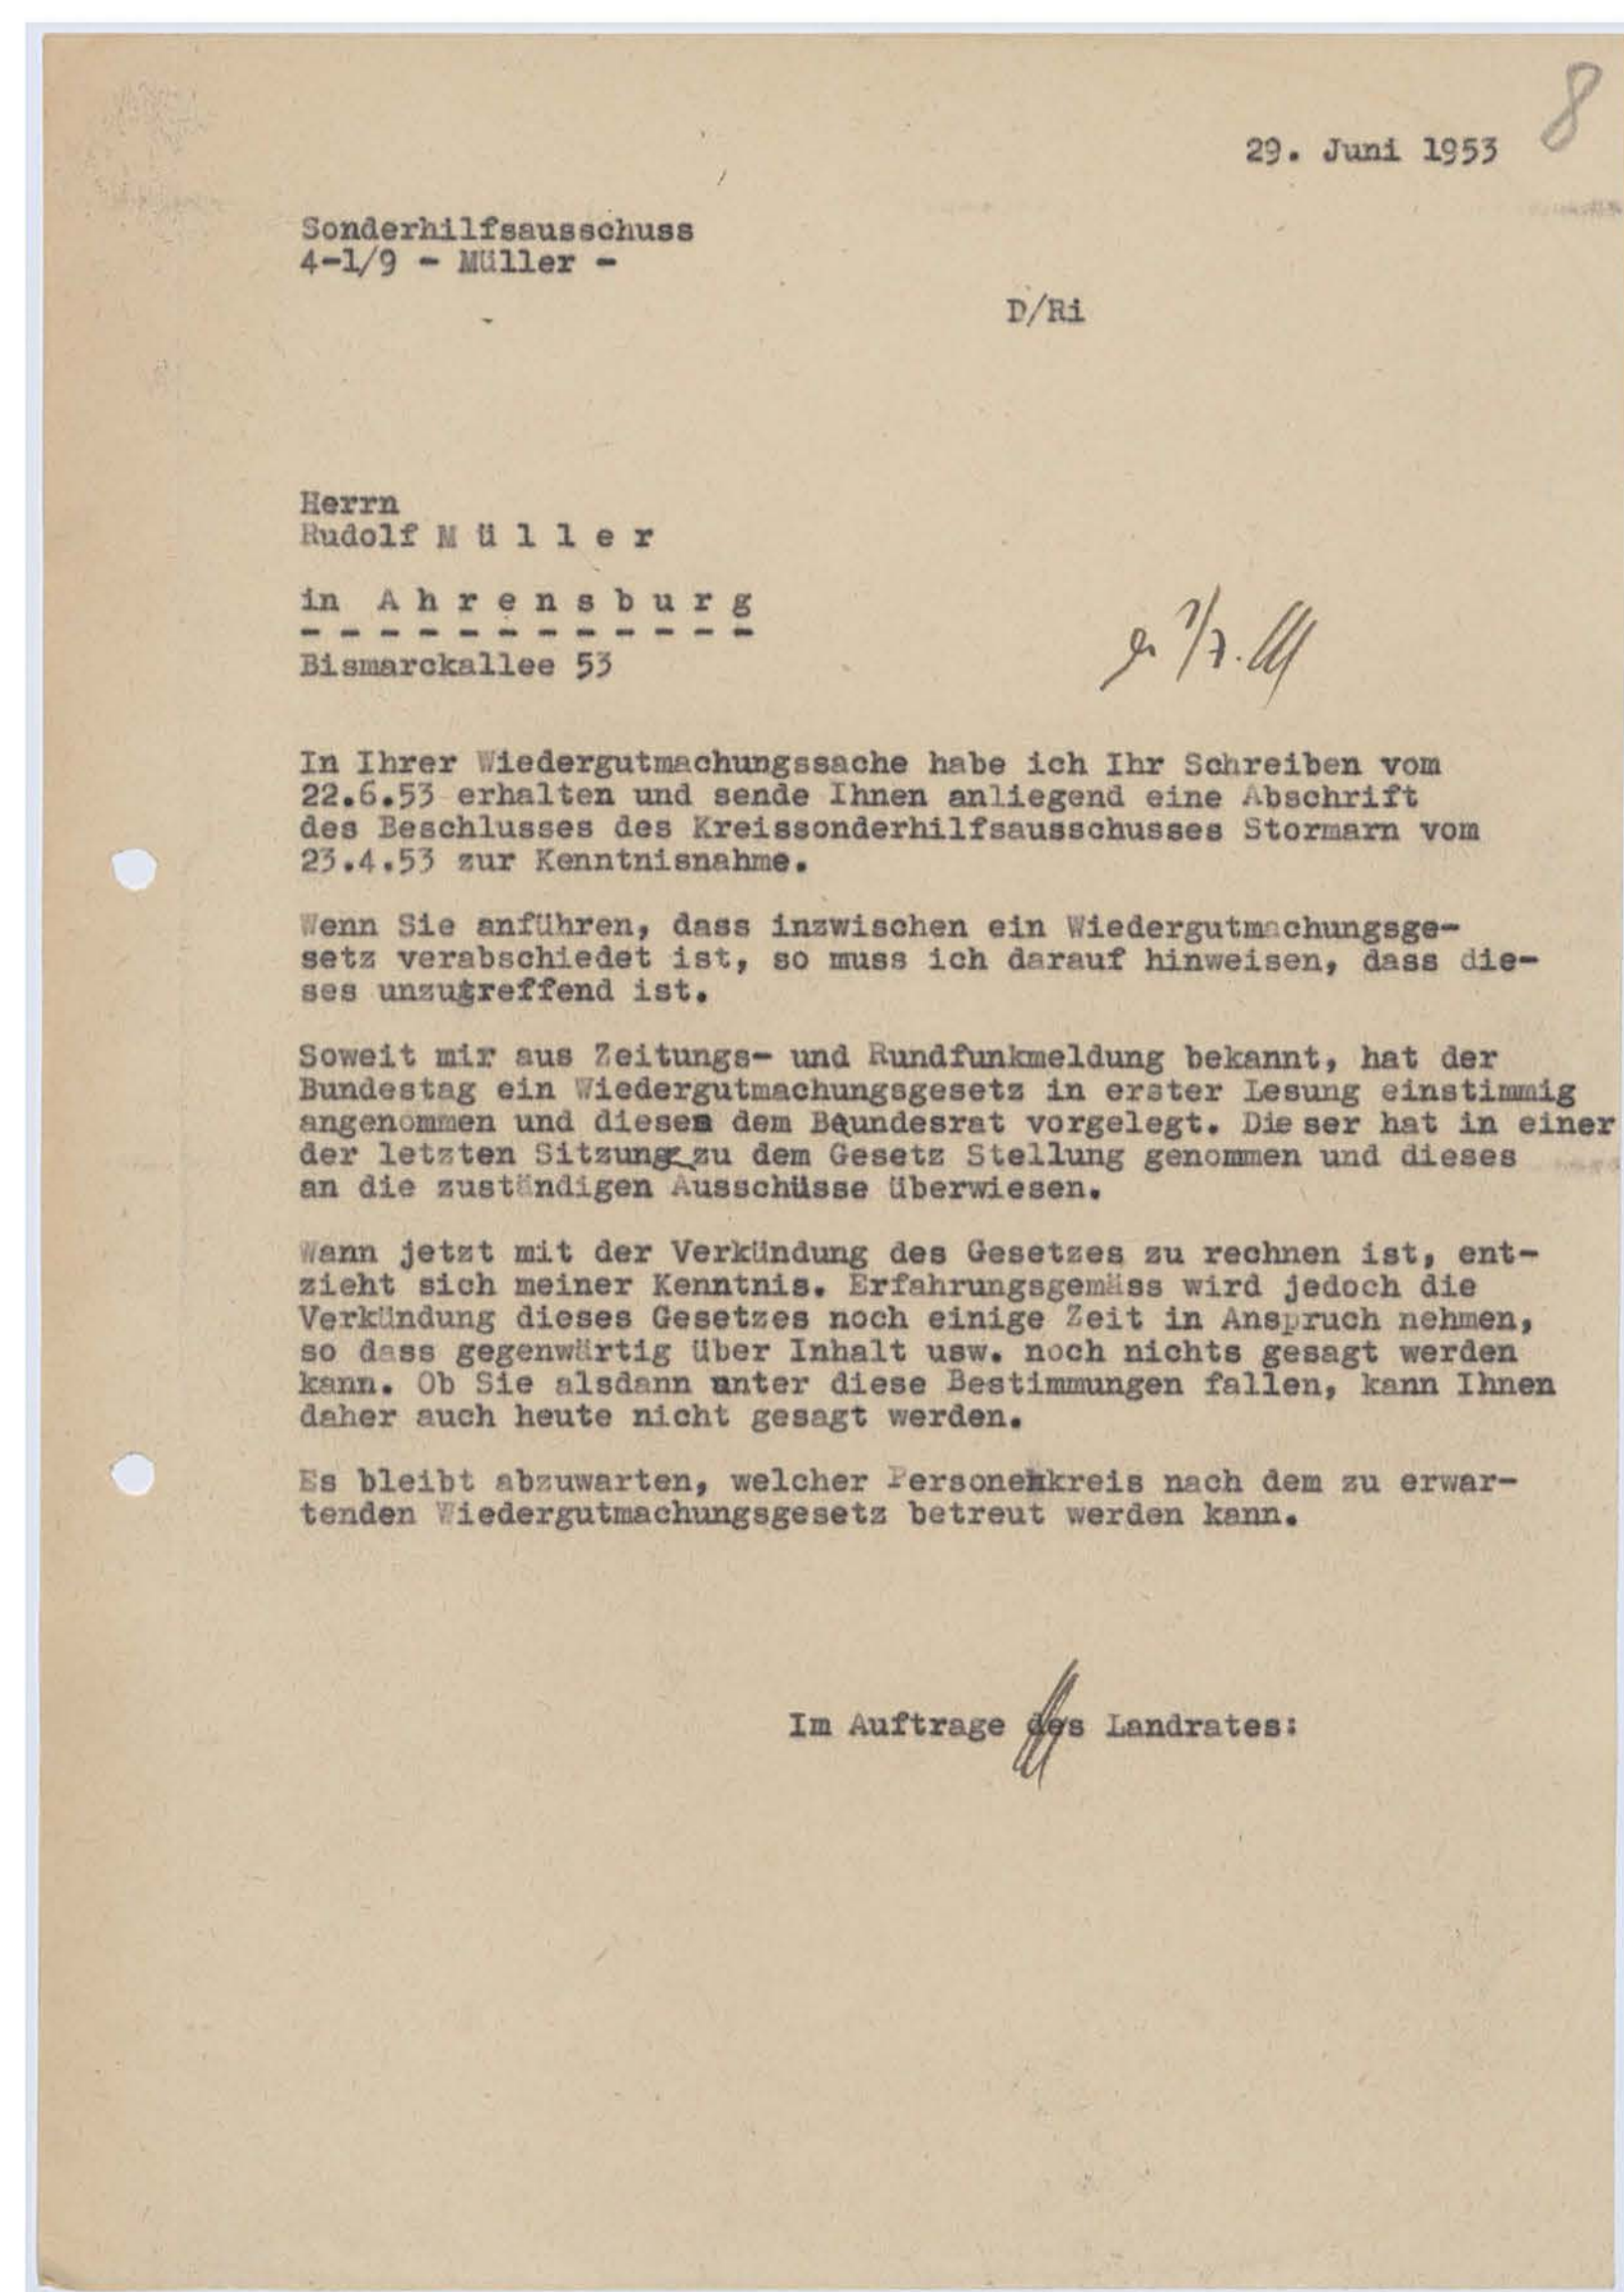 8
29. Juni 1953
Sonderhilfsausschuss
4-1/9 - Müller -
D/Ri
Herrn
Rudolf M ü l l e r
in A h r e n s b u r g
- - - - - - - - - - - -
Bismarckallee 53
In Ihrer Wiedergutmachungssache habe ich Ihr Schreiben vom
22.6.53 erhalten und sende Ihnen anliegend eine Abschrift
des Beschlusses des Kreissonderhilfsausschusses Stormarn vom
23.4.53 zur Kenntnisnahme.
Wenn Sie anführen, dass inzwischen ein Wiedergutmachungsge-
setz verabschiedet ist, so muss ich darauf hinweisen, dass die-
ses unzutreffend ist.
Soweit mir aus Zeitungs- und Rundfunkmeldung bekannt, hat der
Bundestag ein Wiedergutmachungsgesetz in erster Lesung einstimmig
angenommen und dieses dem Bundesrat vorgelegt. Die ser hat in einer
der letzten Sitzung zu dem Gesetz Stellung genommen und dieses
an die zuständigen Ausschüsse überwiesen.
Wann jetzt mit der Verkündung des Gesetzes zu rechnen ist, ent-
zieht sich meiner Kenntnis. Erfahrungsgemäss wird jedoch die
Verkündung dieses Gesetzes noch einige Zeit in Anspruch nehmen,
so dass gegenwärtig über Inhalt usw. noch nichts gesagt werden
kann. Ob Sie alsdann unter diese Bestimmungen fallen, kann Ihnen
daher auch heute nicht gesagt werden.
Es bleibt abzuwarten, welcher Personenkreis nach dem zu erwar-
tenden Wiedergutmachungsgesetz betreut werden kann.
Im Auftrage des Landrates: